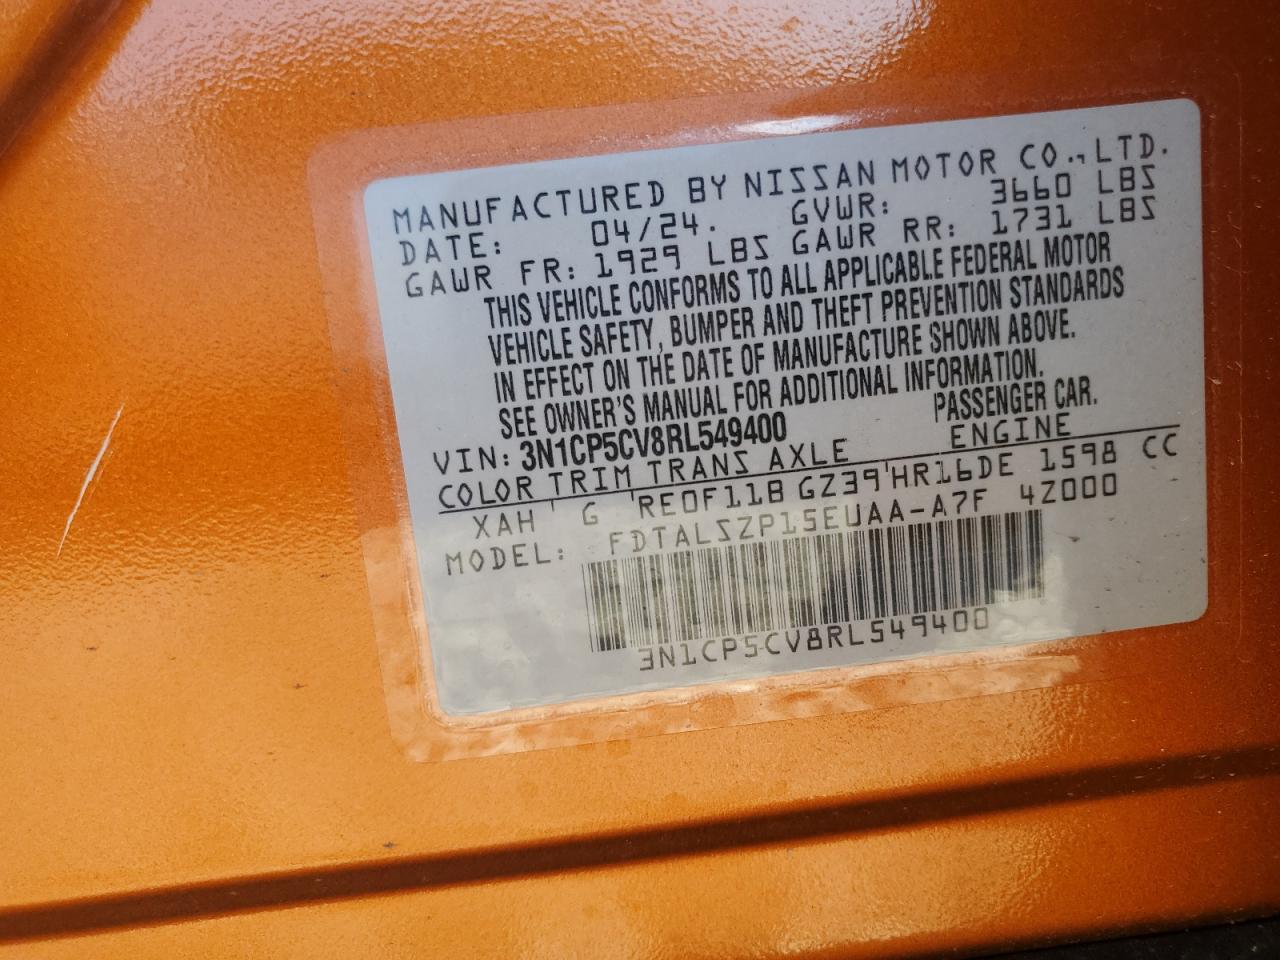 MANUFACTURED BY NISSAN MOTOR CO., LTD.
DATE: 04/24. GVWR: 3660 LBS
GAWR FR: 1929 LBS GAWR RR: 1731 LBS
THIS VEHICLE CONFORMS TO ALL APPLICABLE FEDERAL MOTOR
VEHICLE SAFETY, BUMPER AND THEFT PREVENTION STANDARDS
IN EFFECT ON THE DATE OF MANUFACTURE SHOWN ABOVE.
SEE OWNER'S MANUAL FOR ADDITIONAL INFORMATION.
VIN: 3N1CP5CV8RL549400 PASSENGER CAR.
COLOR TRIM TRANS AXLE ENGINE
XAH G RE0F11B GZ39 HR16DE 1598 CC
MODEL: FDTALSZP15EUAA-A7F 4Z000
3N1CP5CV8RL549400